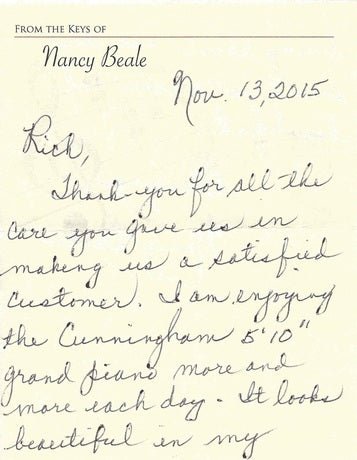 FROM THE KEYS OF
Nancy Beale
Nov. 13, 2015
Rich,
Thank-you for all the
care you gave us in
making us a satisfied
customer. I am enjoying
the Cunningham 5'10"
grand piano more and
more each day. It looks
beautiful in my